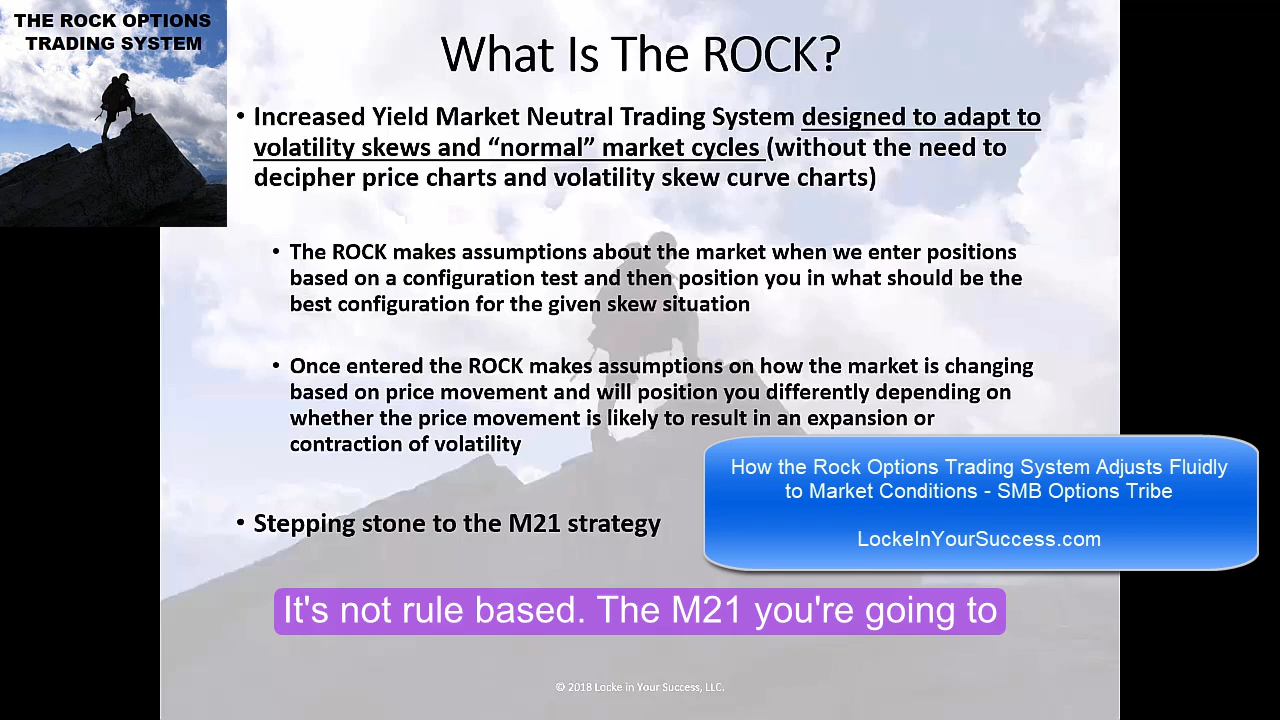 THE ROCK OPTIONS
TRADING SYSTEM
What Is The ROCK?
• Increased Yield Market Neutral Trading System designed to adapt to
volatility skews and “normal” market cycles (without the need to
decipher price charts and volatility skew curve charts)
• The ROCK makes assumptions about the market when we enter positions
based on a configuration test and then position you in what should be the
best configuration for the given skew situation
• Once entered the ROCK makes assumptions on how the market is changing
based on price movement and will position you differently depending on
whether the price movement is likely to result in an expansion or
contraction of volatility
How the Rock Options Trading System Adjusts Fluidly
to Market Conditions - SMB Options Tribe
LockeInYourSuccess.com
• Stepping stone to the M21 strategy
It's not rule based. The M21 you're going to
© 2018 Locke in Your Success, LLC.